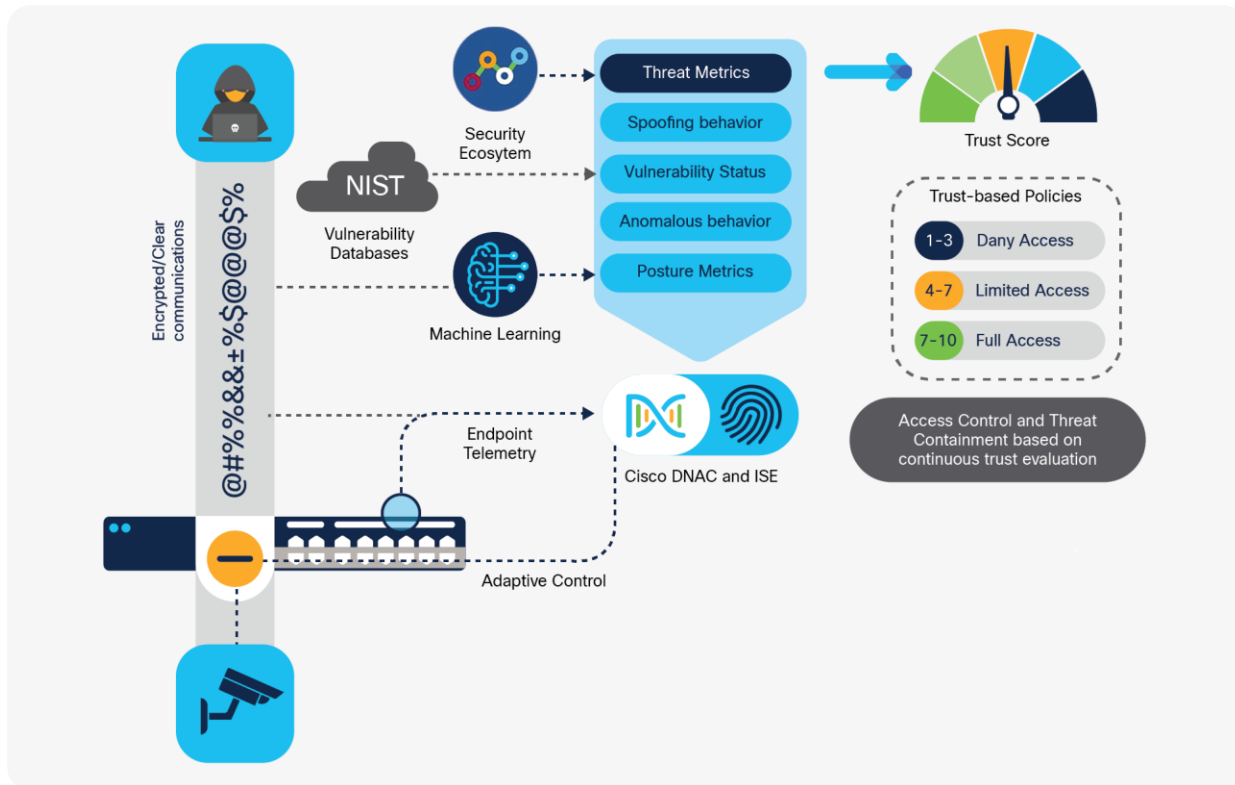 Threat Metrics
Spoofing behavior
Vulnerability Status
Anomalous behavior
Posture Metrics
Security
Ecosytem
NIST
Vulnerability
Databases
Machine Learning
Encrypted/Clear
communications
@#%%&&±%$@@@$%
Endpoint
Telemetry
Cisco DNAC and ISE
Adaptive Control
Trust Score
Trust-based Policies
1-3 Dany Access
4-7 Limited Access
7-10 Full Access
Access Control and Threat
Containment based on
continuous trust evaluation